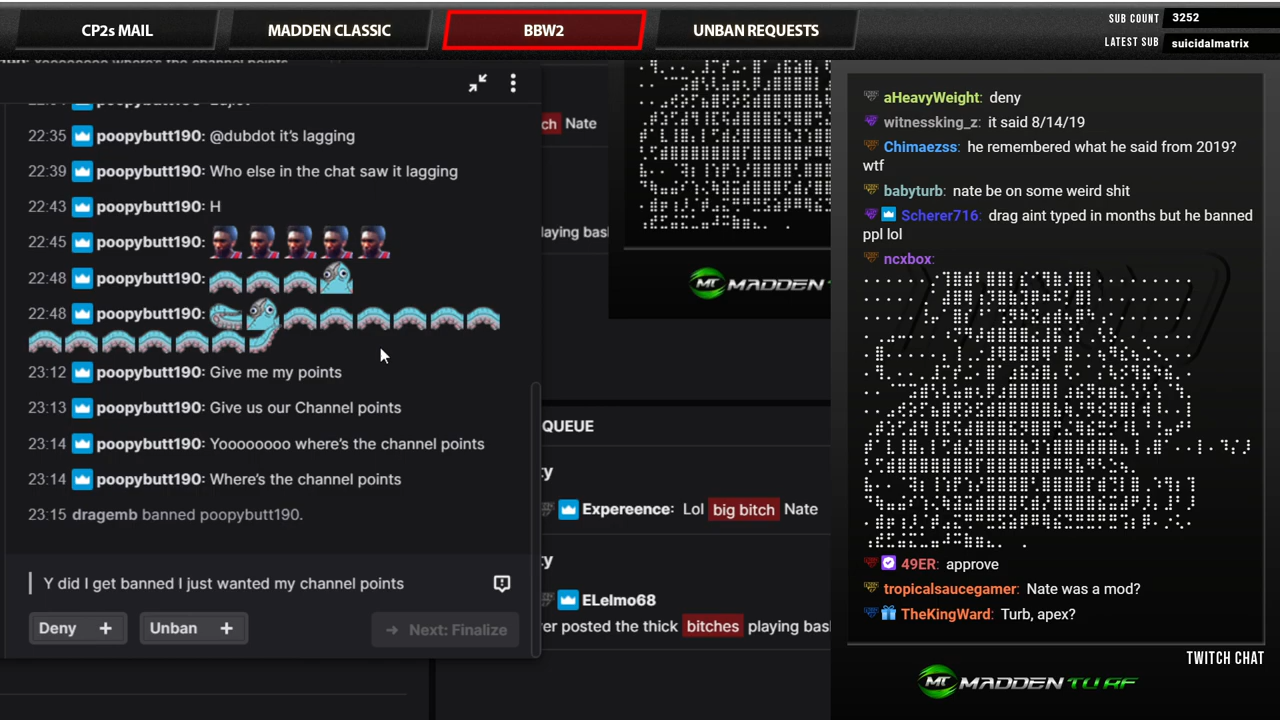 CP2s MAIL
MADDEN CLASSIC
BBW2
UNBAN REQUESTS
SUB COUNT 3252
LATEST SUB suicidalmatrix
22:35 poopybutt190: @dubdot it's lagging
22:39 poopybutt190: Who else in the chat saw it lagging
22:43 poopybutt190: H
22:45 poopybutt190:
22:48 poopybutt190:
22:48 poopybutt190:
23:12 poopybutt190: Give me my points
23:13 poopybutt190: Give us our Channel points
23:14 poopybutt190: Yoooooooo where's the channel points
23:14 poopybutt190: Where's the channel points
23:15 dragemb banned poopybutt190.
Y did I get banned I just wanted my channel points
Deny +
Unban +
Next: Finalize
ch Nate
laying bas
MADDEN
QUEUE
ty
Expereence: Lol big bitch Nate
ty
ELelmo68
er posted the thick bitches playing bas
aHeavyWeight: deny
witnessking_z: it said 8/14/19
Chimaezss: he remembered what he said from 2019?
wtf
babyturb: nate be on some weird shit
Scherer716: drag aint typed in months but he banned
ppl lol
ncxbox:
49ER: approve
tropicalsaucegamer: Nate was a mod?
TheKingWard: Turb, apex?
TWITCH CHAT
MT MADDEN TURF